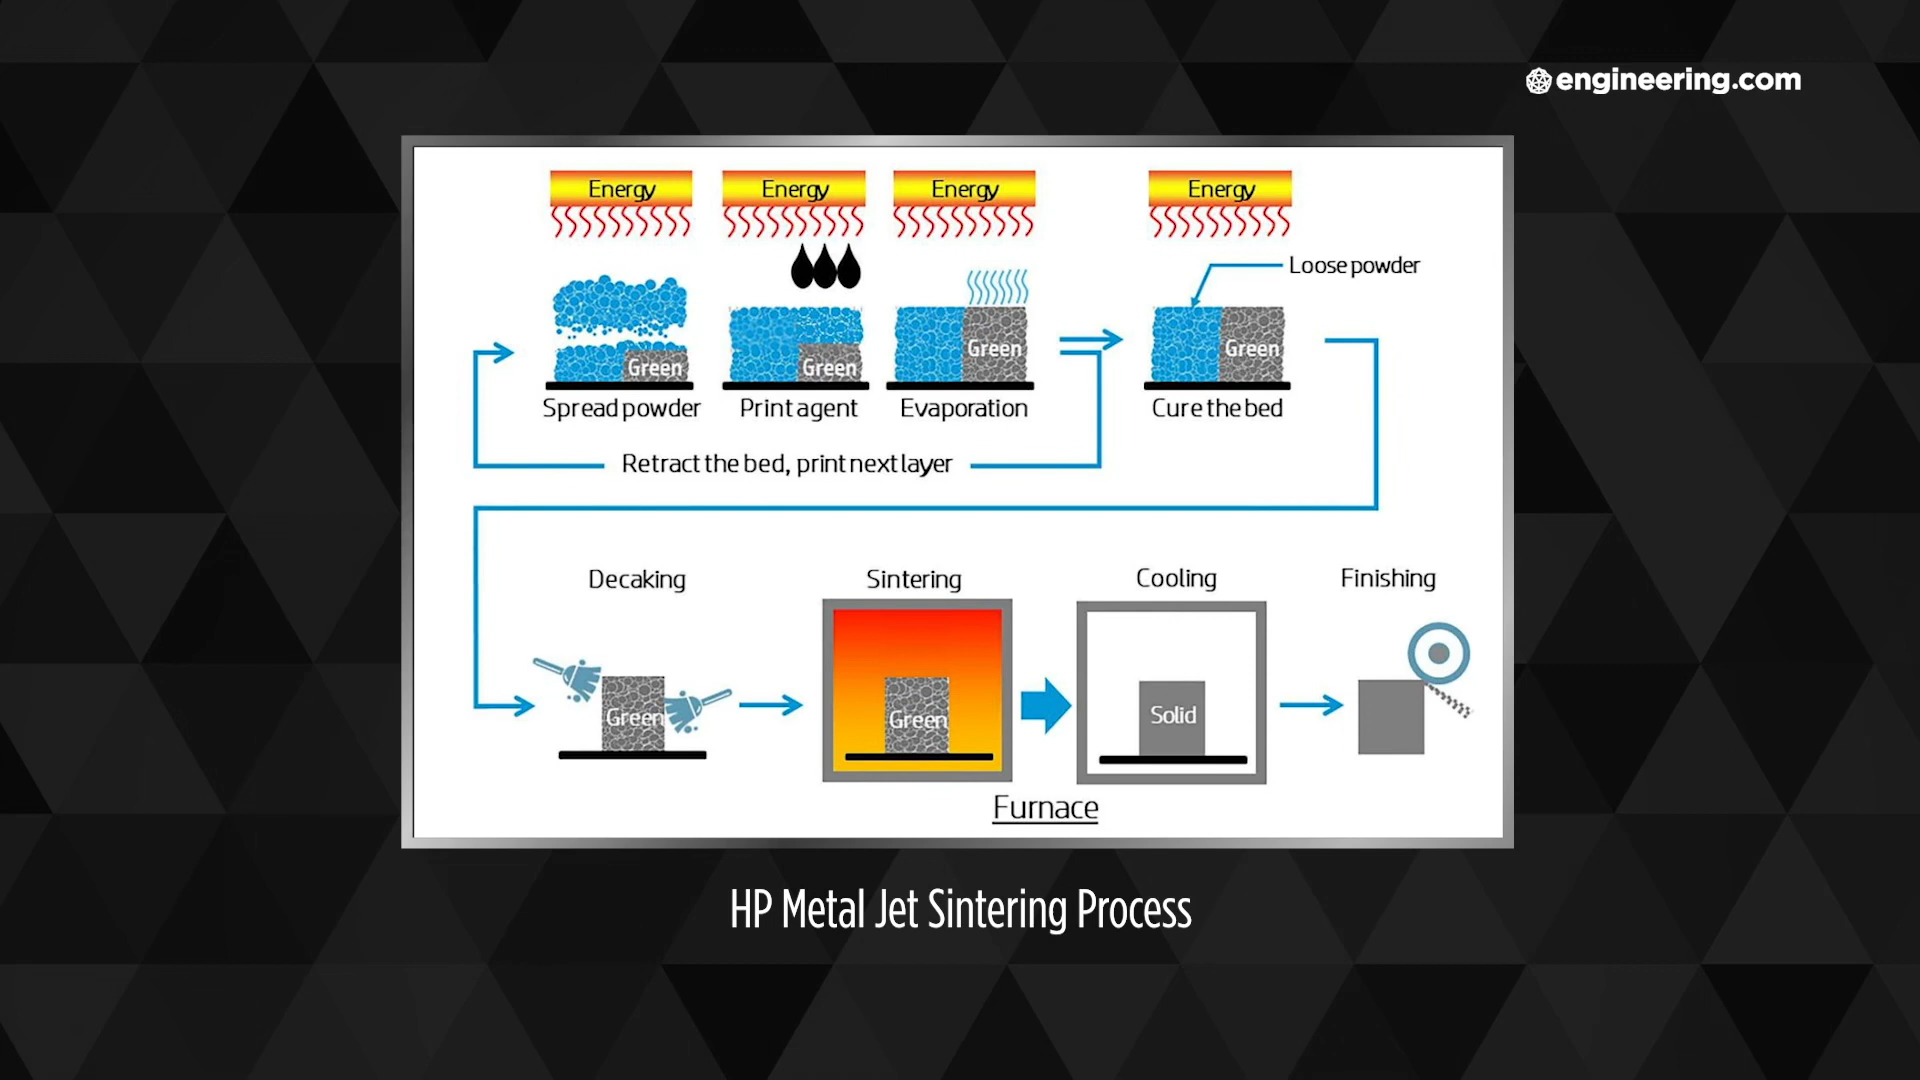 engineering.com
Energy Energy Energy Energy
Loose powder
Green Green Green Green
Spread powder Print agent Evaporation Cure the bed
Retract the bed, print next layer
Decaking Sintering Cooling Finishing
Green Green Solid
Furnace
HP Metal Jet Sintering Process